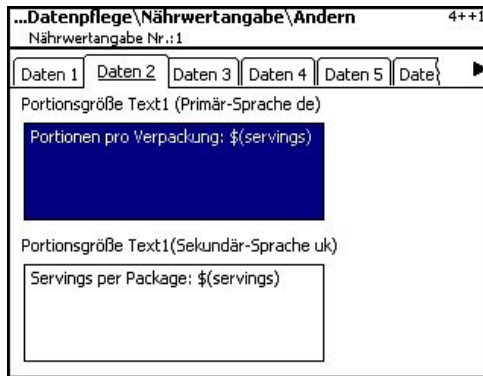 ...Datenpflege\Nährwertangabe\Ändern 4++1
Nährwertangabe Nr.:1
Daten 1 Daten 2 Daten 3 Daten 4 Daten 5 Date
Portionsgröße Text1 (Primär-Sprache de)
Portionen pro Verpackung: $(servings)
Portionsgröße Text1(Sekundär-Sprache uk)
Servings per Package: $(servings)